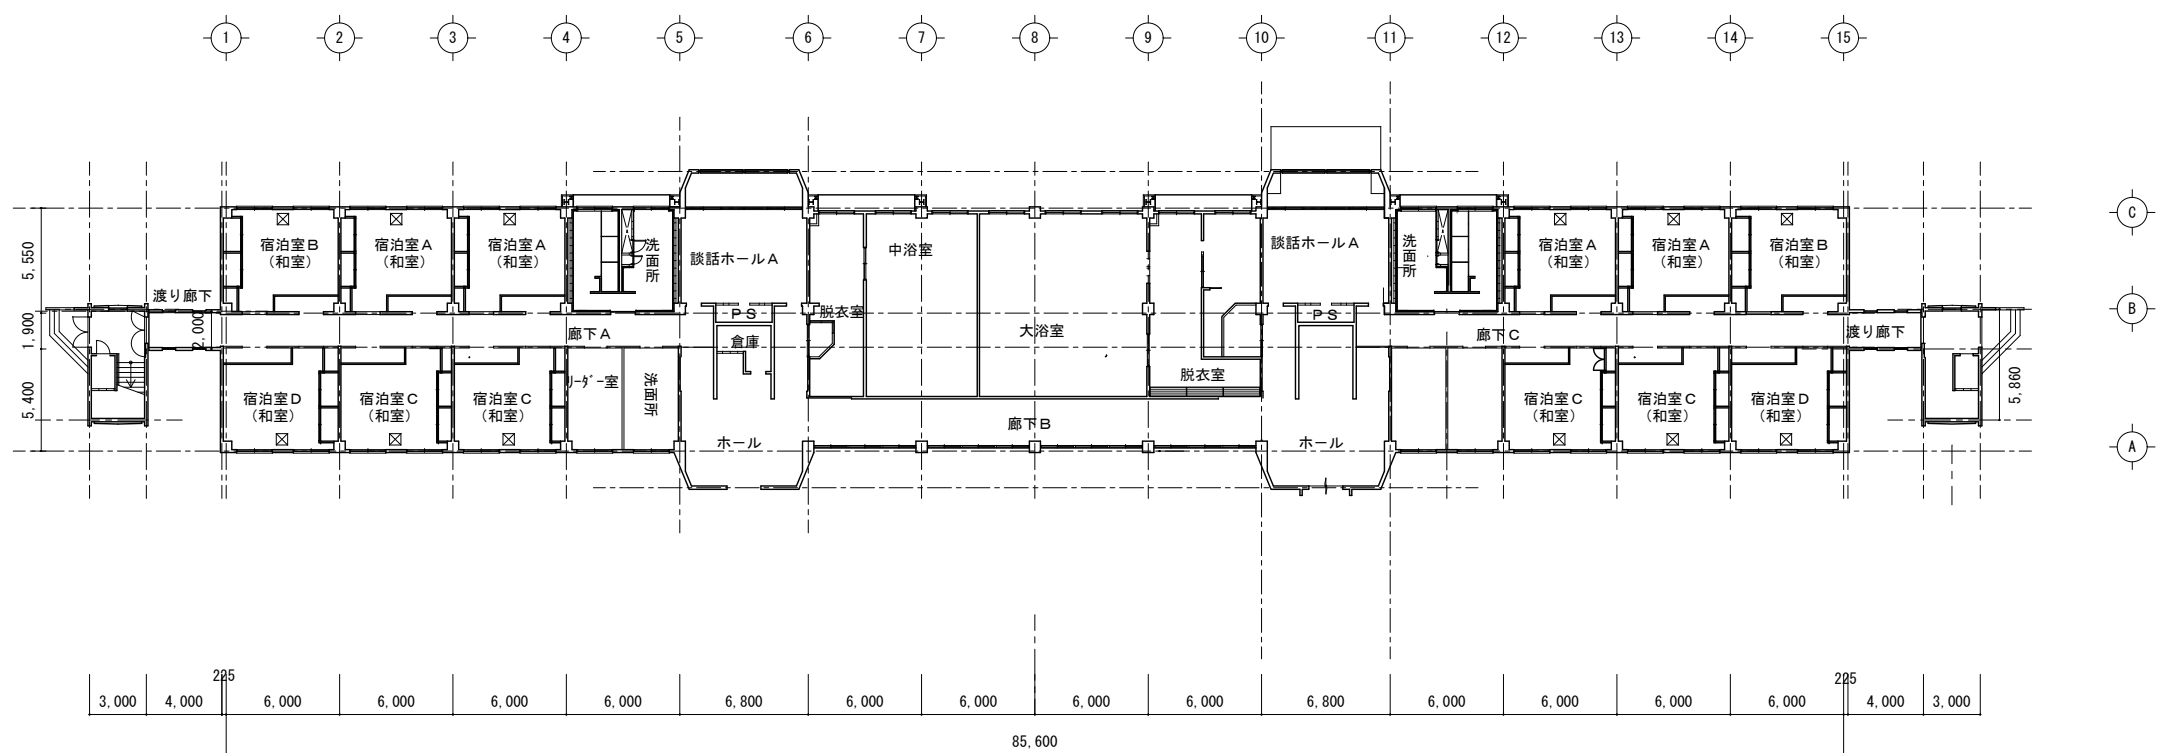 1 2 3 4 5 6 7 8 9 10 11 12 13 14 15
C
宿泊室B
（和室）
宿泊室A
（和室）
宿泊室A
（和室）
洗面所
談話ホールA
中浴室
談話ホールA
洗面所
宿泊室A
（和室）
宿泊室A
（和室）
宿泊室B
（和室）
5,550
渡り廊下
B
1,900
2,000
廊下A
PS
脱衣室
倉庫
大浴室
PS
廊下C
渡り廊下
5,400
宿泊室D
（和室）
宿泊室C
（和室）
宿泊室C
（和室）
リーダー室
洗面所
脱衣室
宿泊室C
（和室）
宿泊室C
（和室）
宿泊室D
（和室）
5,860
ホール
廊下B
ホール
A
225
225
3,000 4,000 6,000 6,000 6,000 6,000 6,800 6,000 6,000 6,000 6,000 6,800 6,000 6,000 6,000 6,000 4,000 3,000
85,600